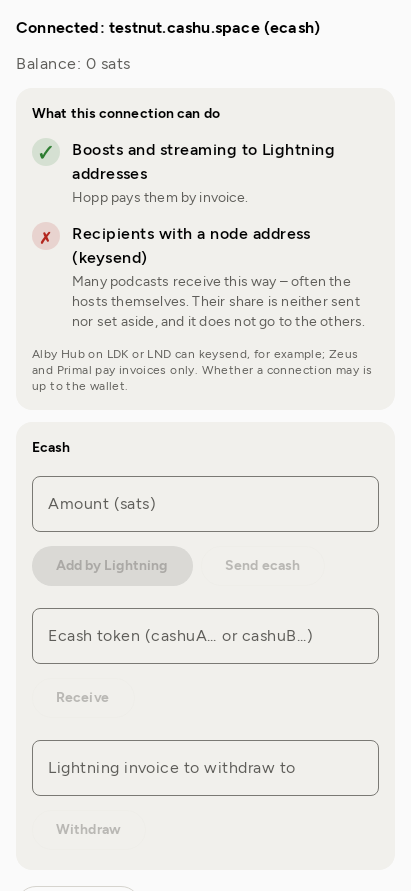 Connected: testnut.cashu.space (ecash)
Balance: 0 sats
What this connection can do
✓ Boosts and streaming to Lightning
addresses
Hopp pays them by invoice.
✗ Recipients with a node address
(keysend)
Many podcasts receive this way – often the
hosts themselves. Their share is neither sent
nor set aside, and it does not go to the others.
Alby Hub on LDK or LND can keysend, for example; Zeus
and Primal pay invoices only. Whether a connection may is
up to the wallet.
Ecash
Amount (sats)
Add by Lightning Send ecash
Ecash token (cashuA… or cashuB…)
Receive
Lightning invoice to withdraw to
Withdraw